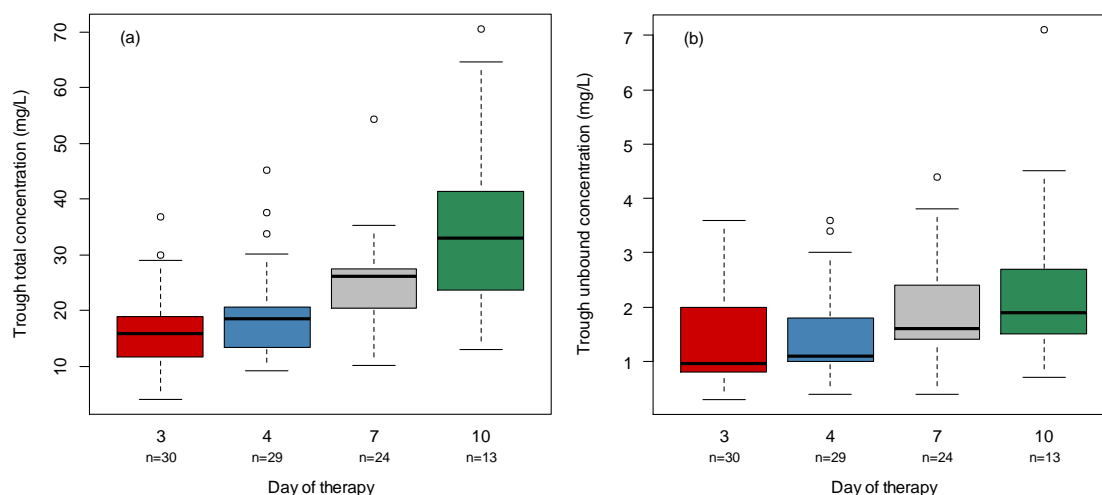 (a)
Trough total concentration (mg/L)
70
60
50
40
30
20
10
3 4 7 10
n=30 n=29 n=24 n=13
Day of therapy
(b)
Trough unbound concentration (mg/L)
7
6
5
4
3
2
1
3 4 7 10
n=30 n=29 n=24 n=13
Day of therapy